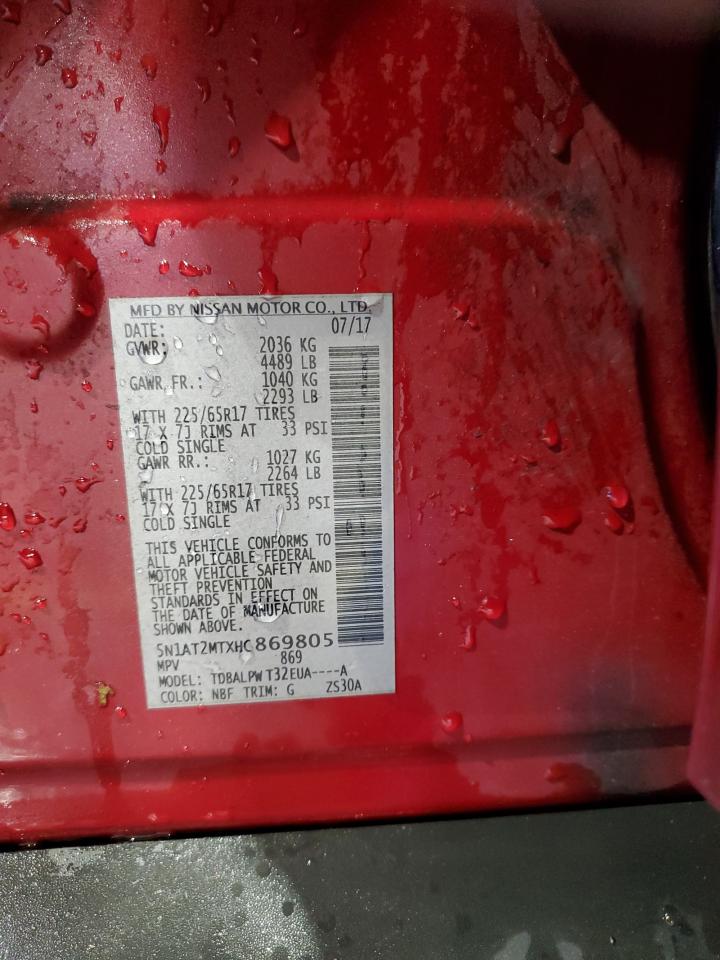 MFD BY NISSAN MOTOR CO., LTD.
DATE: 07/17
GVWR: 2036 KG
4489 LB
GAWR, FR.: 1040 KG
2293 LB
WITH 225/65R17 TIRES
17 X 7J RIMS AT 33 PSI
COLD SINGLE
GAWR RR.: 1027 KG
2264 LB
WITH 225/65R17 TIRES
17 X 7J RIMS AT 33 PSI
COLD SINGLE
THIS VEHICLE CONFORMS TO
ALL APPLICABLE FEDERAL
MOTOR VEHICLE SAFETY AND
THEFT PREVENTION
STANDARDS IN EFFECT ON
THE DATE OF MANUFACTURE
SHOWN ABOVE.
5N1AT2MTXHC869805
MPV 869
MODEL: TDBALPW T32EUA----A
COLOR: NBF TRIM: G ZS30A